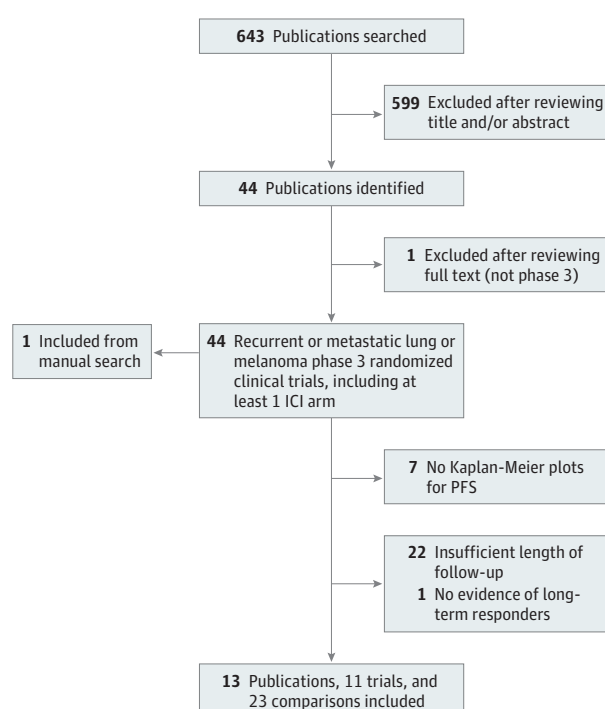 643 Publications searched
599 Excluded after reviewing
title and/or abstract
44 Publications identified
1 Excluded after reviewing
full text (not phase 3)
1 Included from
manual search
44 Recurrent or metastatic lung or
melanoma phase 3 randomized
clinical trials, including at
least 1 ICI arm
7 No Kaplan-Meier plots
for PFS
22 Insufficient length of
follow-up
1 No evidence of long-
term responders
13 Publications, 11 trials, and
23 comparisons included